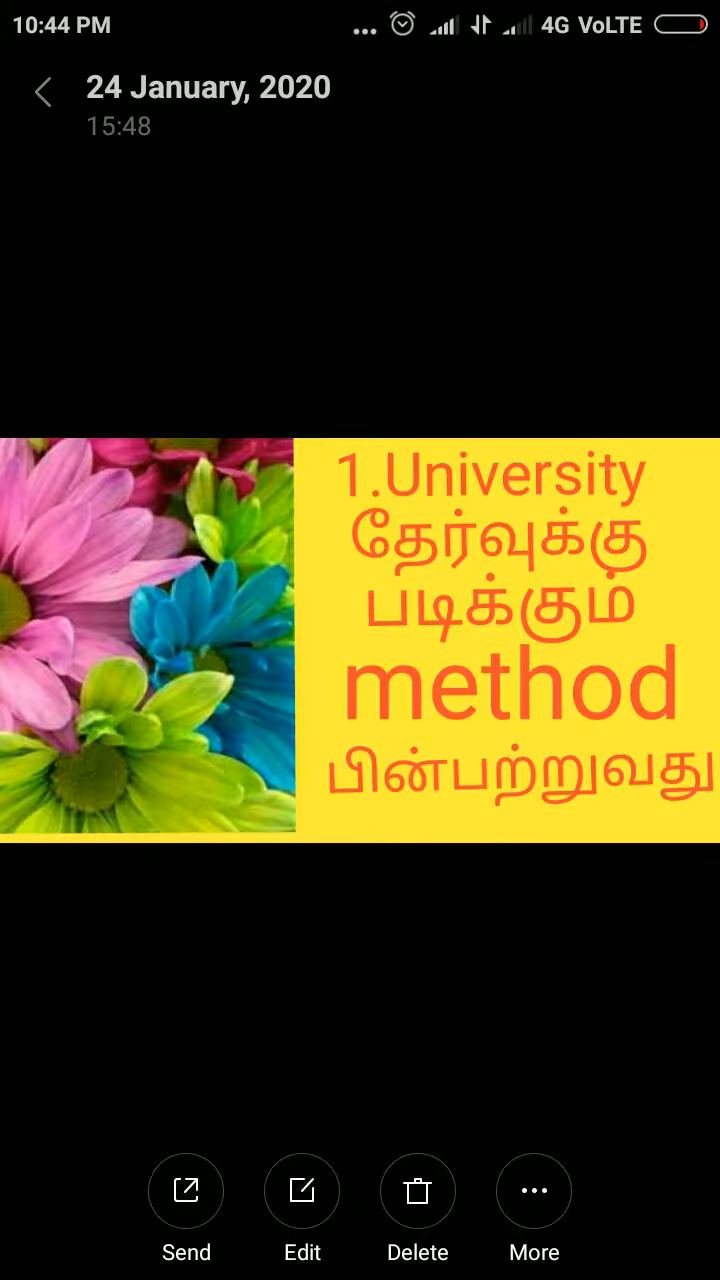 10:44 PM ... 4G VoLTE
24 January, 2020
15:48
1.University
தேர்வுக்கு
படிக்கும்
method
பின்பற்றுவது
Send Edit Delete More